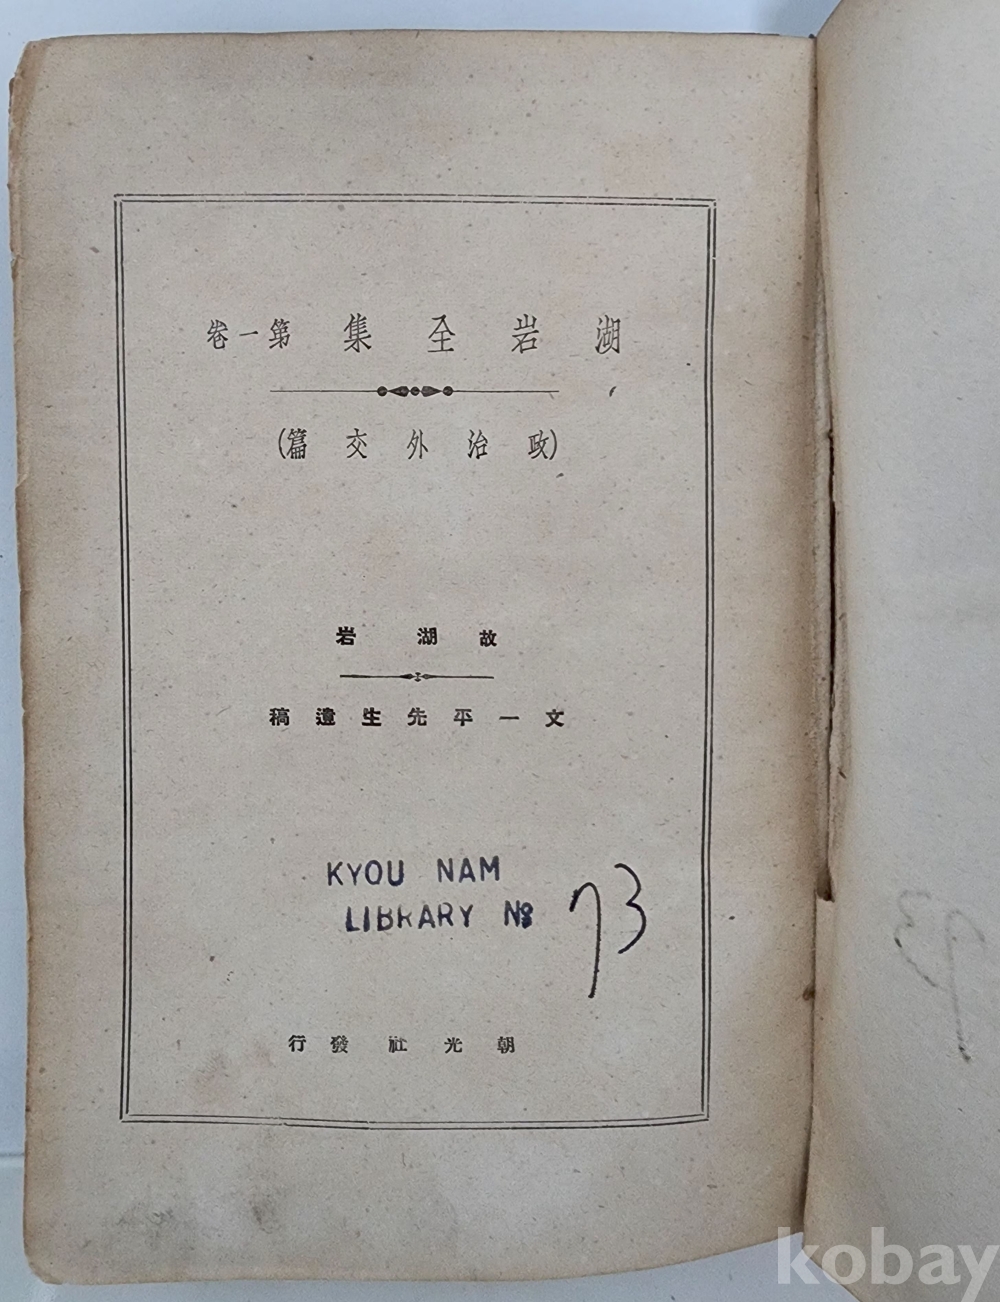 湖岩全集 第一卷
(政治外交篇)
故 湖岩
文一平先生遺稿
KYOU NAM
LIBRARY № 73
朝光社發行
kobay